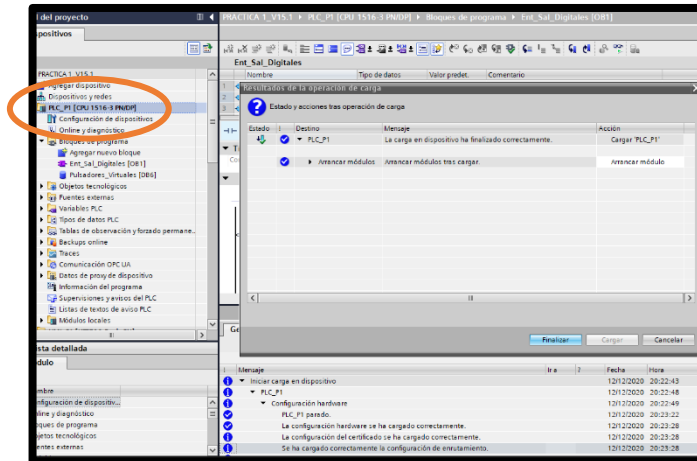 l del proyecto
PRACTICA 1_V15.1 ▸ PLC_P1 [CPU 1516-3 PN/DP] ▸ Bloques de programa ▸ Ent_Sal_Digitales [OB1]
spositivos
Ent_Sal_Digitales
Nombre Tipo de datos Valor predet. Comentario
PRACTICA 1_V15.1
Agregar dispositivo
Dispositivos y redes
PLC_P1 [CPU 1516-3 PN/DP]
Configuración de dispositivos
Online y diagnóstico
Bloques de programa
Agregar nuevo bloque
Ent_Sal_Digitales [OB1]
Pulsadores_Virtuales [DB6]
Objetos tecnológicos
Fuentes externas
Variables PLC
Tipos de datos PLC
Tablas de observación y forzado permane..
Backups online
Traces
Comunicación OPC UA
Datos de proxy de dispositivo
Información del programa
Supervisiones y avisos del PLC
Listas de textos de aviso PLC
Módulos locales
1
2
3
Resultados de la operación de carga
Estado y acciones tras operación de carga
Estado ! Destino Mensaje Acción
PLC_P1 La carga en dispositivo ha finalizado correctamente. Cargar 'PLC_P1'
Arrancar módulos Arrancar módulos tras cargar. Arrancar módulo
Finalizar Cargar Cancelar
sta detallada
dulo
mbre
nfiguración de dispositiv...
nline y diagnóstico
oques de programa
bjetos tecnológicos
entes externas
Ge
! Mensaje Ir a ? Fecha Hora
Iniciar carga en dispositivo 12/12/2020 20:22:43
PLC_P1 12/12/2020 20:22:48
Configuración hardware 12/12/2020 20:22:49
PLC_P1 parado. 12/12/2020 20:23:22
La configuración hardware se ha cargado correctamente. 12/12/2020 20:23:28
La configuración del certificado se ha cargado correctamente. 12/12/2020 20:23:28
Se ha cargado correctamente la configuración de enrutamiento. 12/12/2020 20:23:28